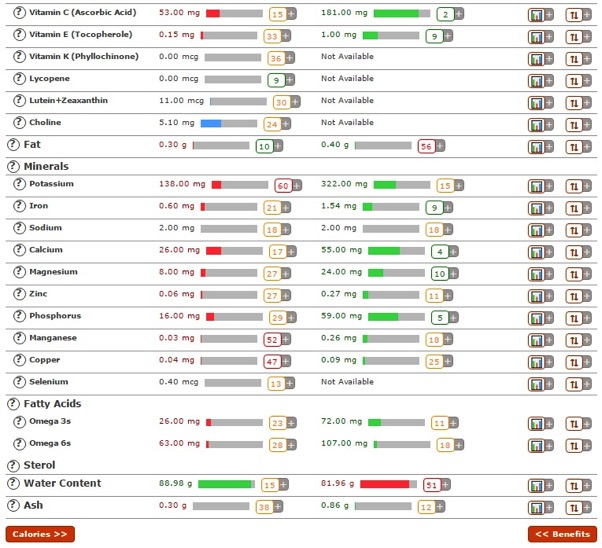 Vitamin C (Ascorbic Acid) 53.00 mg 15 + 181.00 mg 2 + + +
Vitamin E (Tocopherole) 0.15 mg 33 + 1.00 mg 9 + + +
Vitamin K (Phyllochinone) 0.00 mcg 36 + Not Available + +
Lycopene 0.00 mcg 9 + Not Available + +
Lutein+Zeaxanthin 11.00 mcg 30 + Not Available + +
Choline 5.10 mg 24 + Not Available + +
Fat 0.30 g 10 + 0.40 g 56 + + +
Minerals
Potassium 138.00 mg 60 + 322.00 mg 15 + + +
Iron 0.60 mg 21 + 1.54 mg 9 + + +
Sodium 2.00 mg 18 + 2.00 mg 18 + + +
Calcium 26.00 mg 17 + 55.00 mg 4 + + +
Magnesium 8.00 mg 27 + 24.00 mg 10 + + +
Zinc 0.06 mg 27 + 0.27 mg 11 + + +
Phosphorus 16.00 mg 29 + 59.00 mg 5 + + +
Manganese 0.03 mg 52 + 0.26 mg 18 + + +
Copper 0.04 mg 47 + 0.09 mg 25 + + +
Selenium 0.40 mcg 13 + Not Available + +
Fatty Acids
Omega 3s 26.00 mg 23 + 72.00 mg 11 + + +
Omega 6s 63.00 mg 28 + 107.00 mg 18 + + +
Sterol
Water Content 88.98 g 15 + 81.96 g 51 + + +
Ash 0.30 g 38 + 0.86 g 12 + + +
Calories >> << Benefits